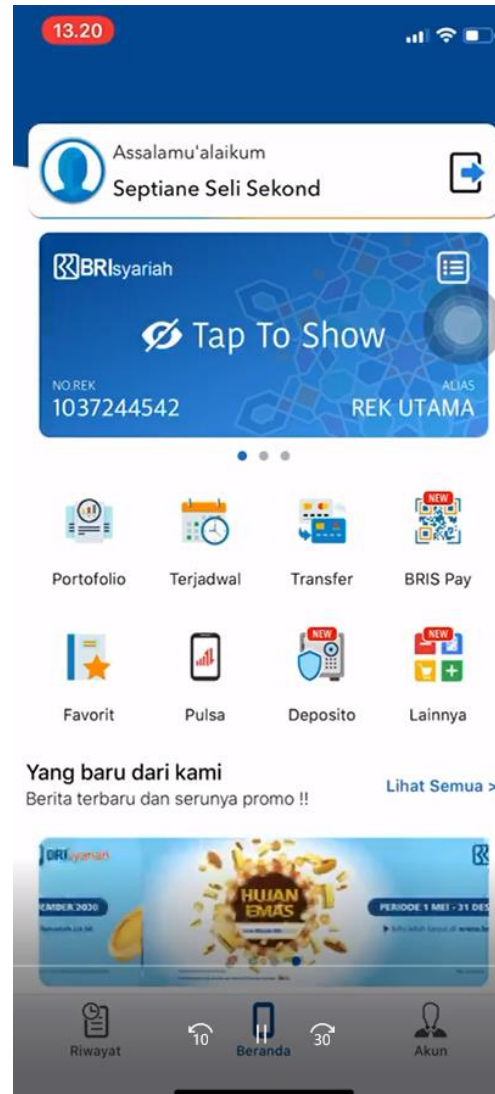 13.20
Assalamu'alaikum
Septiane Seli Sekond
BRIsyariah
Tap To Show
NO.REK
ALIAS
1037244542
REK UTAMA
NEW
Portofolio
Terjadwal
Transfer
BRIS Pay
NEW
NEW
Favorit
Pulsa
Deposito
Lainnya
Yang baru dari kami
Lihat Semua >
Berita terbaru dan serunya promo !!
BRIsyariah
HUJAN
EMAS
EMBER 2020
PERIODE 1 MEI - 31 DES
Riwayat
10
Beranda
30
Akun